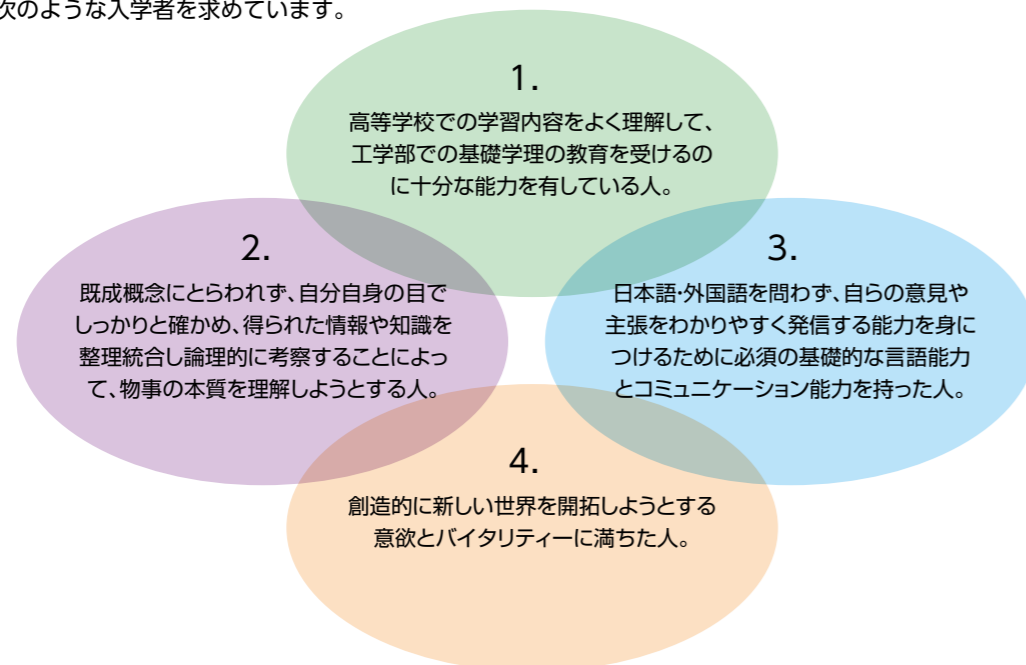 次のような入学者を求めています。
1.
高等学校での学習内容をよく理解して、
工学部での基礎学理の教育を受けるの
に十分な能力を有している人。
2.
既成概念にとらわれず、自分自身の目で
しっかりと確かめ、得られた情報や知識を
整理統合し論理的に考察することによっ
て、物事の本質を理解しようとする人。
3.
日本語・外国語を問わず、自らの意見や
主張をわかりやすく発信する能力を身に
つけるために必須の基礎的な言語能力
とコミュニケーション能力を持った人。
4.
創造的に新しい世界を開拓しようとする
意欲とバイタリティーに満ちた人。